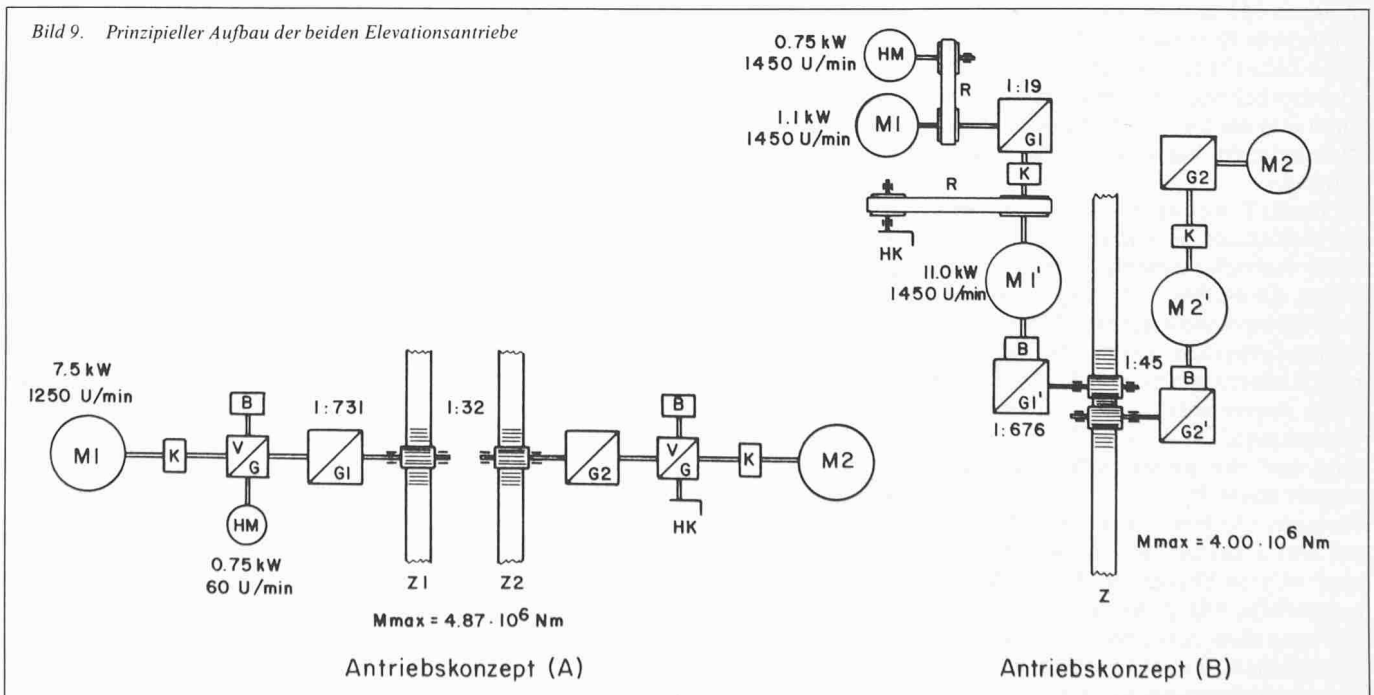 Bild 9. Prinzipieller Aufbau der beiden Elevationsantriebe
7.5 kW
1250 U/min
M1
K
B
V
G
HM
0.75 kW
60 U/min
1:731
G1
Z1
1:32
Z2
G2
B
V
G
HK
K
M2
Mmax = 4.87 · 10⁶ Nm
Antriebskonzept (A)
0.75 kW
1450 U/min
HM
R
1:19
1.1 kW
1450 U/min
M1
G1
K
R
HK
11.0 kW
1450 U/min
M1'
B
G1'
1:676
1:45
Z
G2
M2
K
M2'
B
G2'
Mmax = 4.00 · 10⁶ Nm
Antriebskonzept (B)